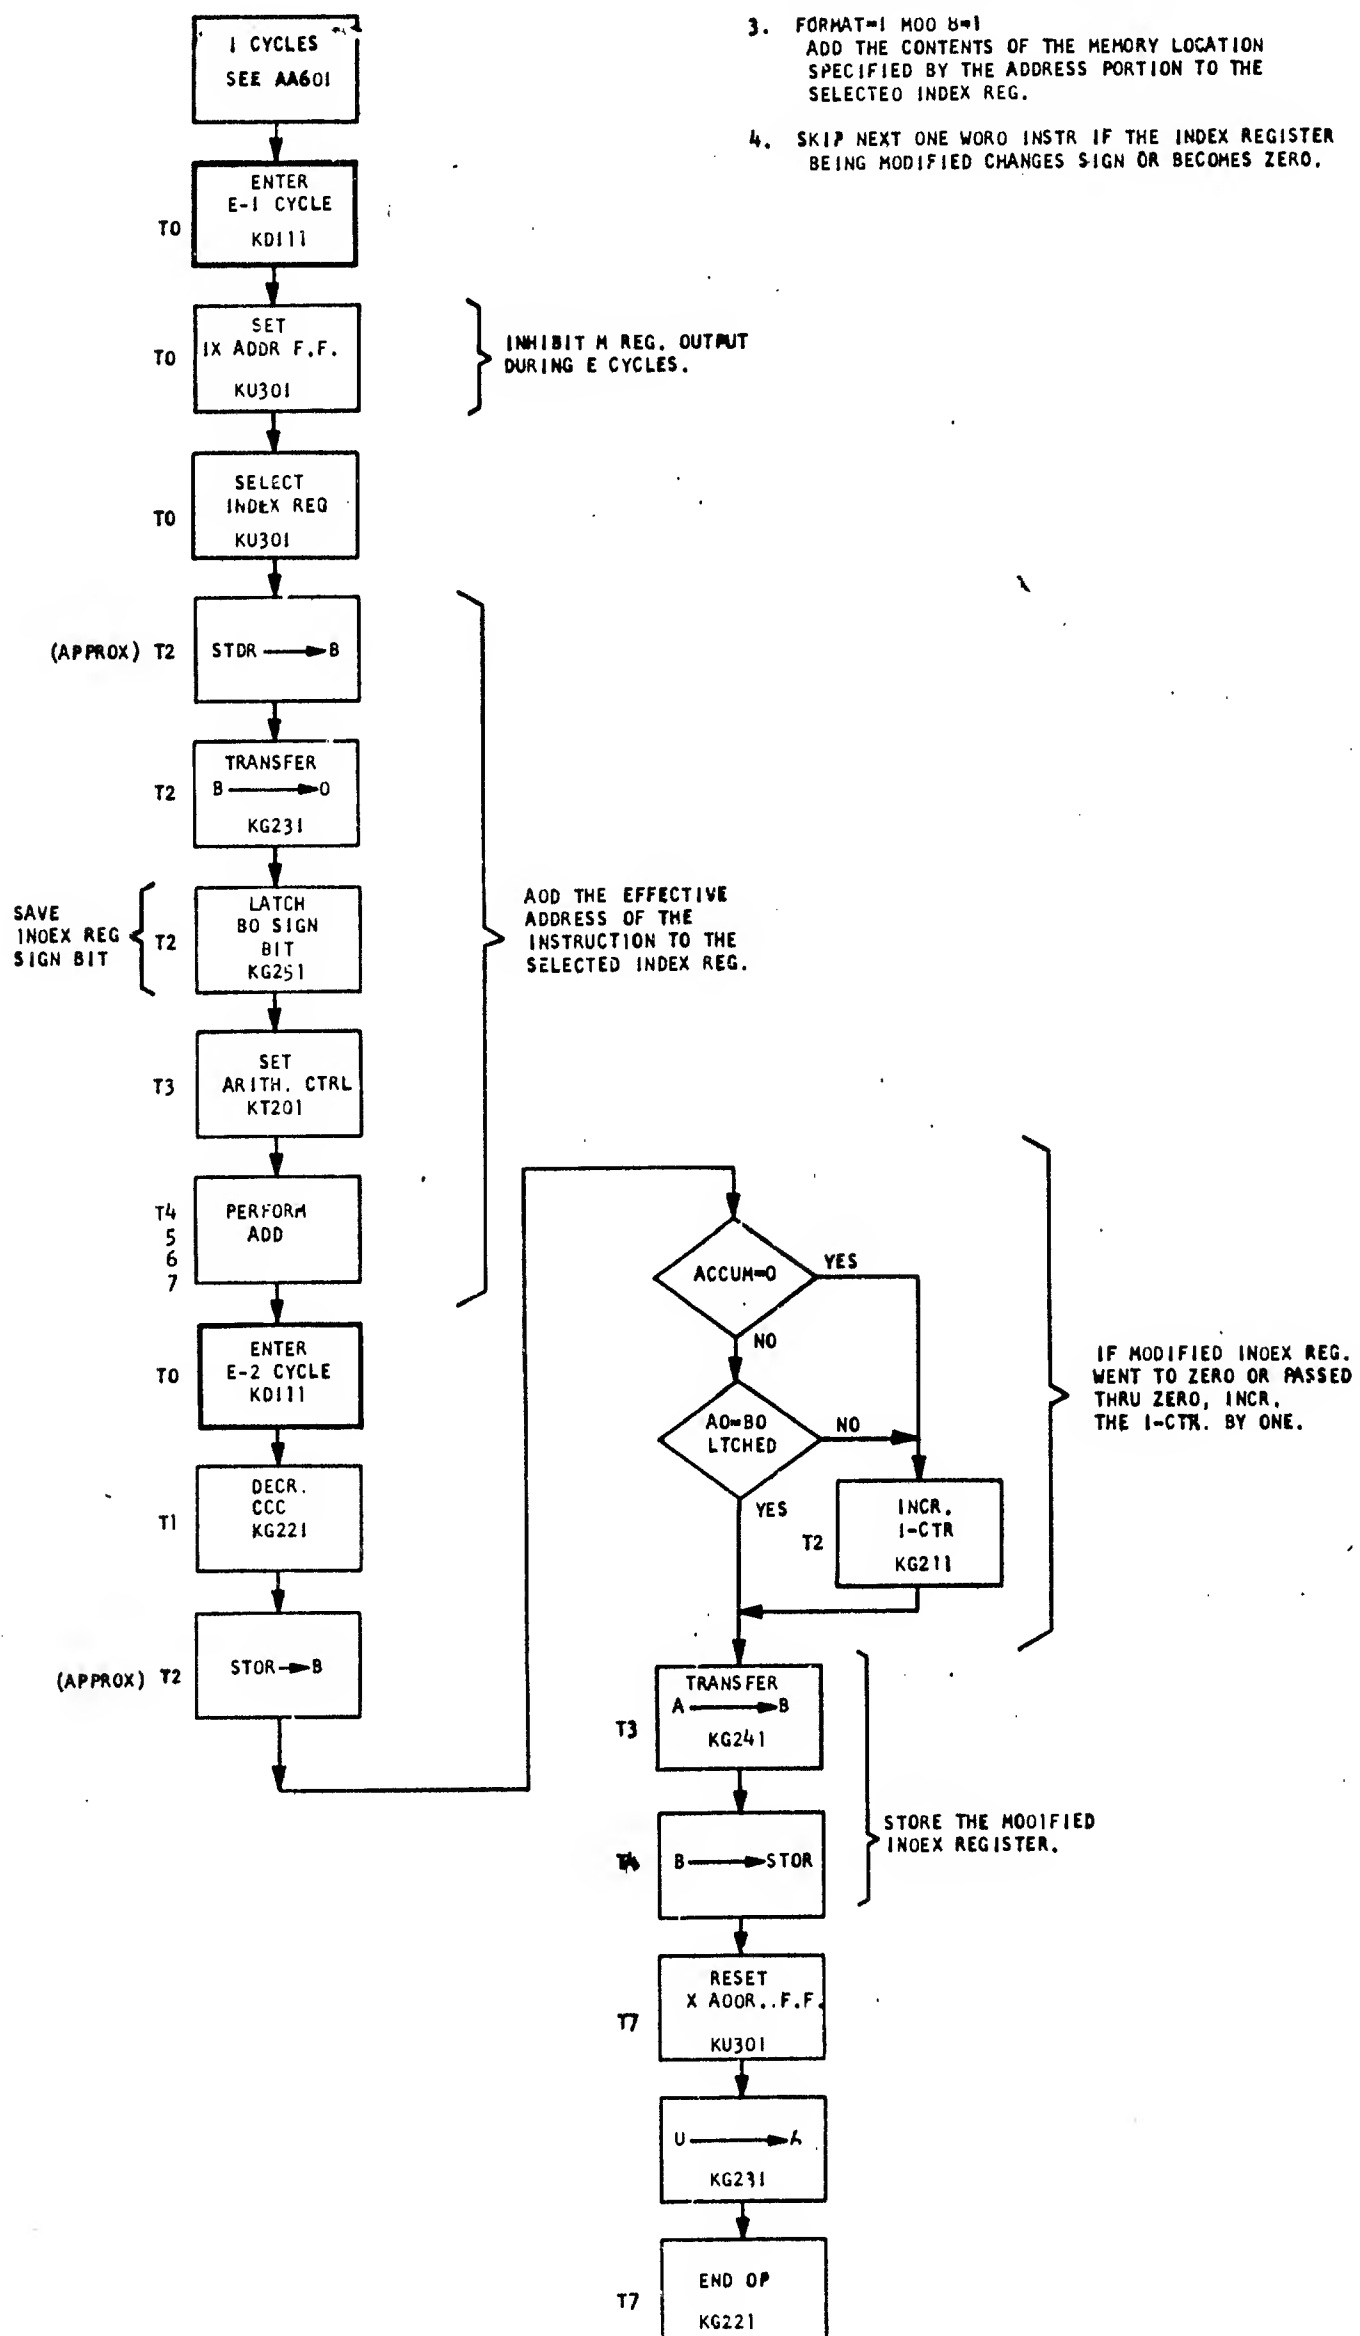 3. FORMAT=1 MOD 8=1
ADD THE CONTENTS OF THE MEMORY LOCATION
SPECIFIED BY THE ADDRESS PORTION TO THE
SELECTED INDEX REG.
4. SKIP NEXT ONE WORD INSTR IF THE INDEX REGISTER
BEING MODIFIED CHANGES SIGN OR BECOMES ZERO.
I CYCLES
SEE AA601
T0
ENTER
E-1 CYCLE
KD111
T0
SET
IX ADDR F.F.
KU301
INHIBIT M REG. OUTPUT
DURING E CYCLES.
T0
SELECT
INDEX REG
KU301
(APPROX) T2
STOR B
T2
TRANSFER
B D
KG231
SAVE
INDEX REG
SIGN BIT
T2
LATCH
B0 SIGN
BIT
KG251
ADD THE EFFECTIVE
ADDRESS OF THE
INSTRUCTION TO THE
SELECTED INDEX REG.
T3
SET
ARITH. CTRL
KT201
T4
5
6
7
PERFORM
ADD
T0
ENTER
E-2 CYCLE
KD111
T1
DECR.
CCC
KG221
(APPROX) T2
STOR B
ACCUM=0
YES
NO
A0=B0
LTCHED
NO
YES
T2
INCR.
I-CTR
KG211
IF MODIFIED INDEX REG.
WENT TO ZERO OR PASSED
THRU ZERO, INCR.
THE I-CTR. BY ONE.
T3
TRANSFER
A B
KG241
T4
B STOR
STORE THE MODIFIED
INDEX REGISTER.
T7
RESET
X ADDR. .F.F.
KU301
U
KG231
T7
END OP
KG221